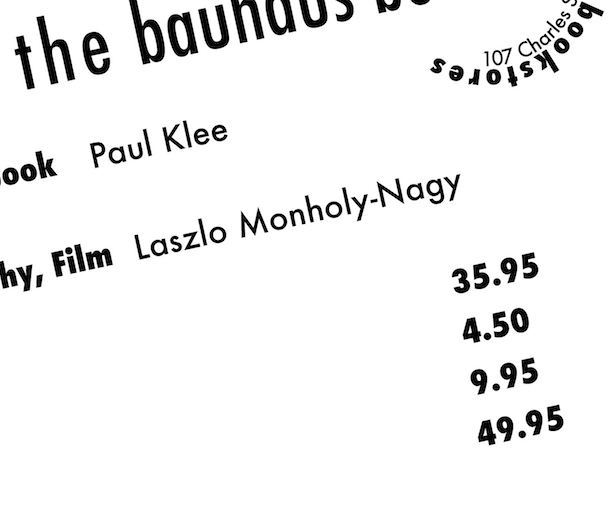 the bauhaus
bookstores
107 Charles
Paul Klee
hy, Film Laszlo Monholy-Nagy
35.95
4.50
9.95
49.95